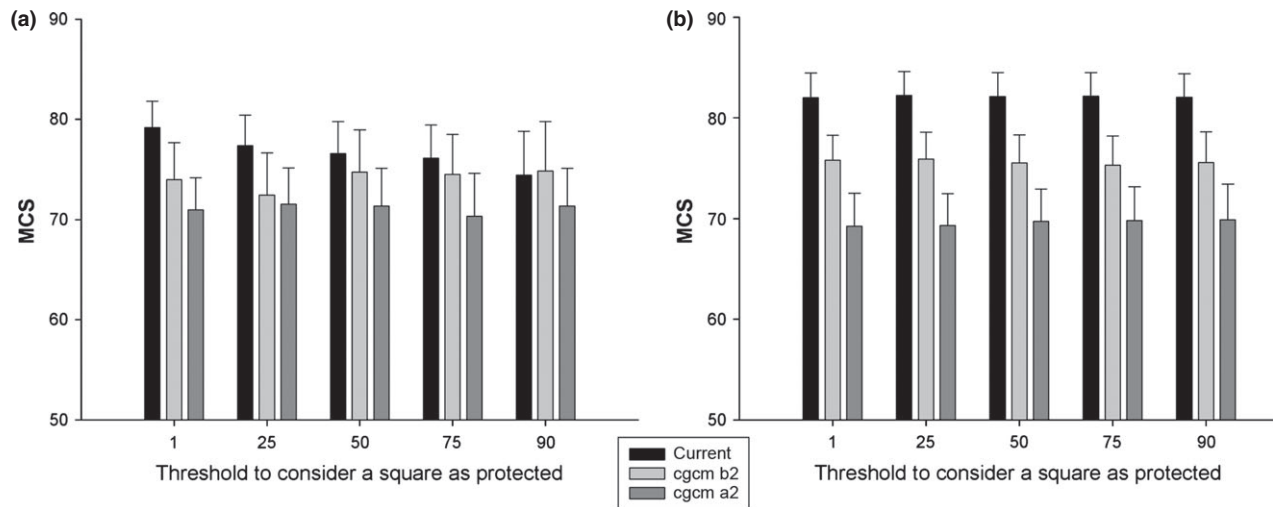 (a)
90
80
70
60
50
MCS
1 25 50 75 90
Threshold to consider a square as protected
(b)
90
80
70
60
50
MCS
1 25 50 75 90
Threshold to consider a square as protected
Current
cgcm b2
cgcm a2